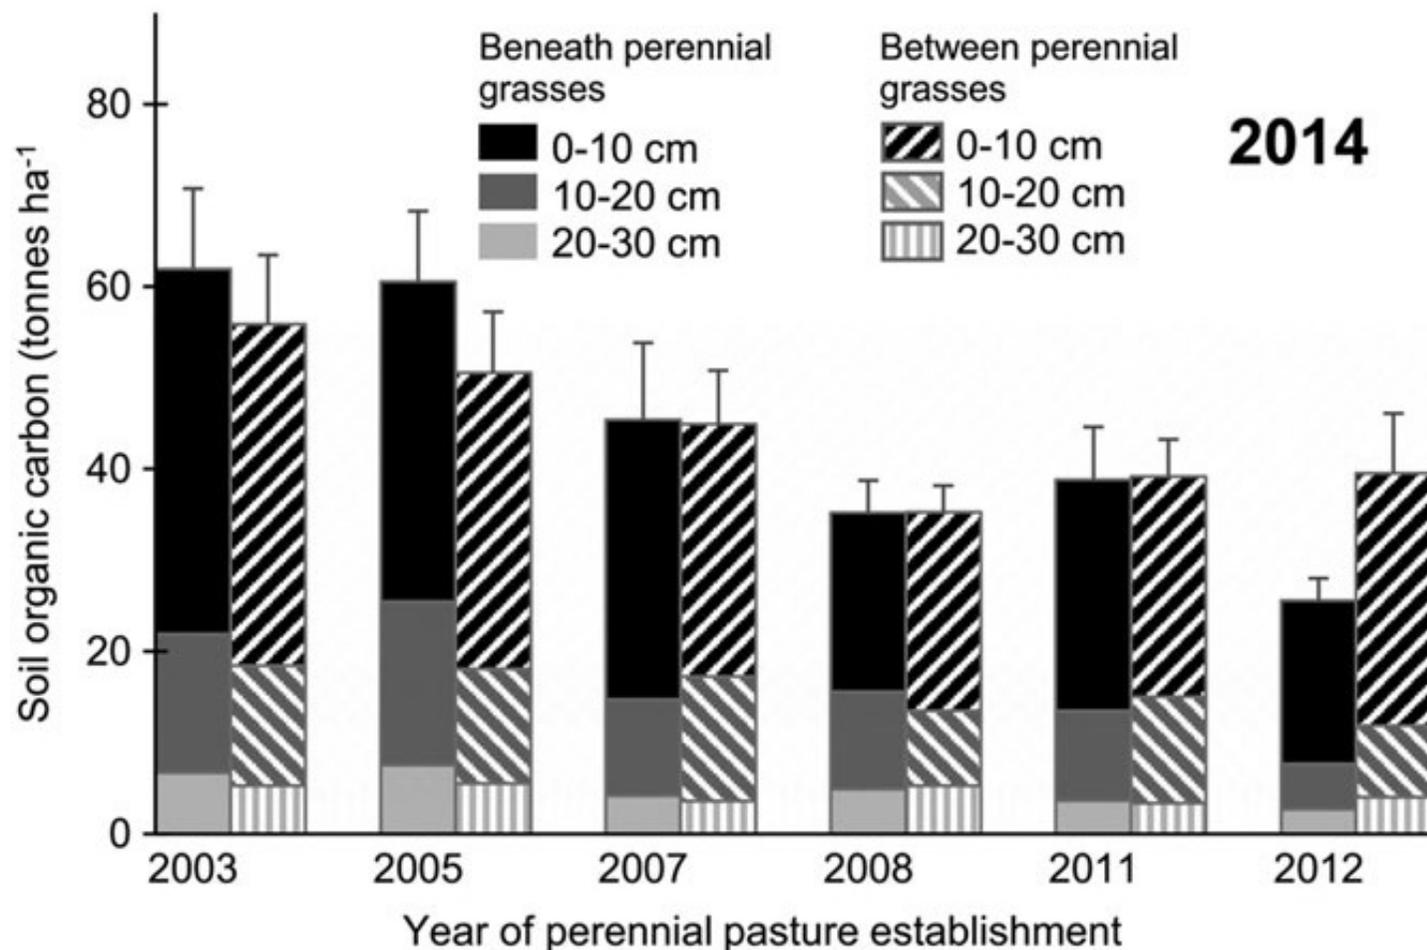 Beneath perennial
grasses
0-10 cm
10-20 cm
20-30 cm
Between perennial
grasses
0-10 cm
10-20 cm
20-30 cm
2014
Soil organic carbon (tonnes ha⁻¹)
80
60
40
20
0
2003 2005 2007 2008 2011 2012
Year of perennial pasture establishment